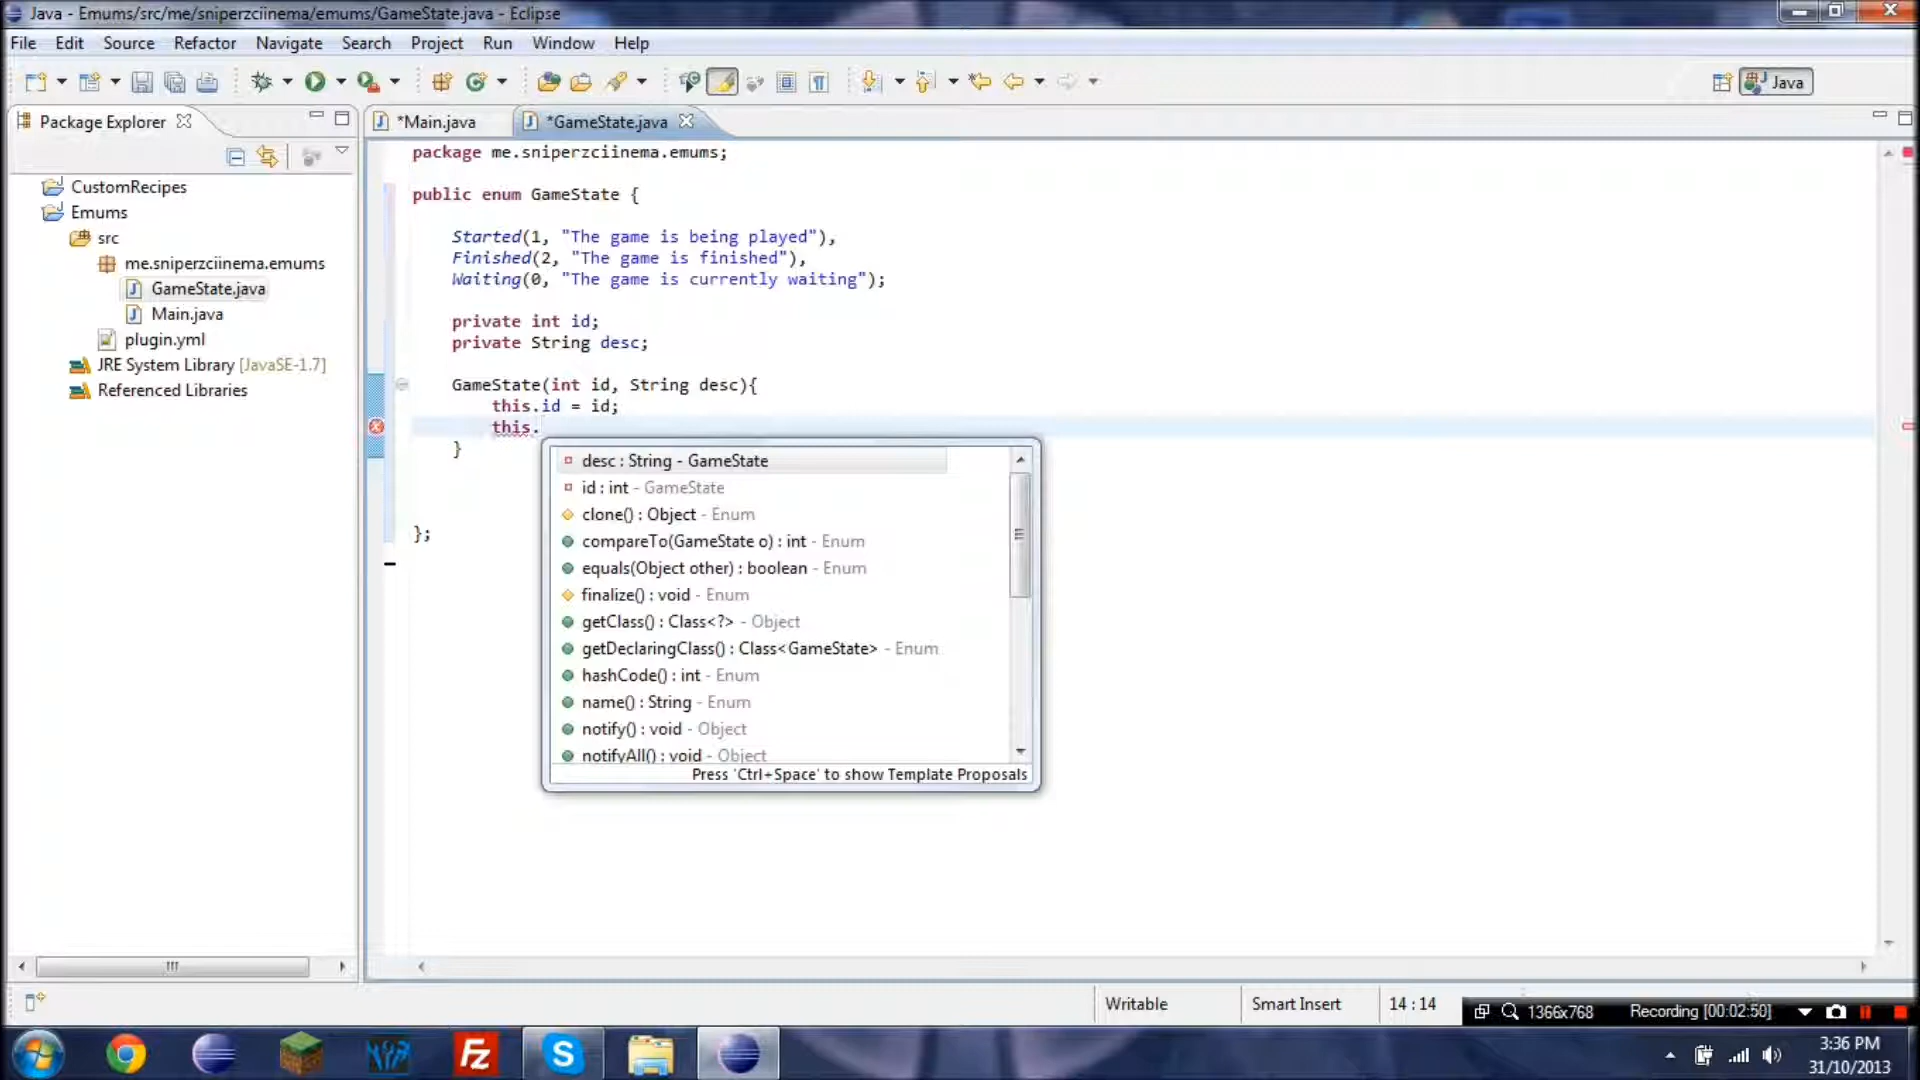 Java - Emums/src/me/sniperzciinema/emums/GameState.java - Eclipse
File Edit Source Refactor Navigate Search Project Run Window Help
Java
Package Explorer
*Main.java
*GameState.java
CustomRecipes
Emums
src
me.sniperzciinema.emums
GameState.java
Main.java
plugin.yml
JRE System Library [JavaSE-1.7]
Referenced Libraries
package me.sniperzciinema.emums;
public enum GameState {
Started(1, "The game is being played"),
Finished(2, "The game is finished"),
Waiting(0, "The game is currently waiting");
private int id;
private String desc;
GameState(int id, String desc){
this.id = id;
this.
}
};
desc : String - GameState
id : int - GameState
clone() : Object - Enum
compareTo(GameState o) : int - Enum
equals(Object other) : boolean - Enum
finalize() : void - Enum
getClass() : Class<?> - Object
getDeclaringClass() : Class<GameState> - Enum
hashCode() : int - Enum
name() : String - Enum
notify() : void - Object
notifyAll() : void - Object
Press 'Ctrl+Space' to show Template Proposals
Writable
Smart Insert
14 : 14
1366x768
Recording [00:02:50]
3:36 PM
31/10/2013